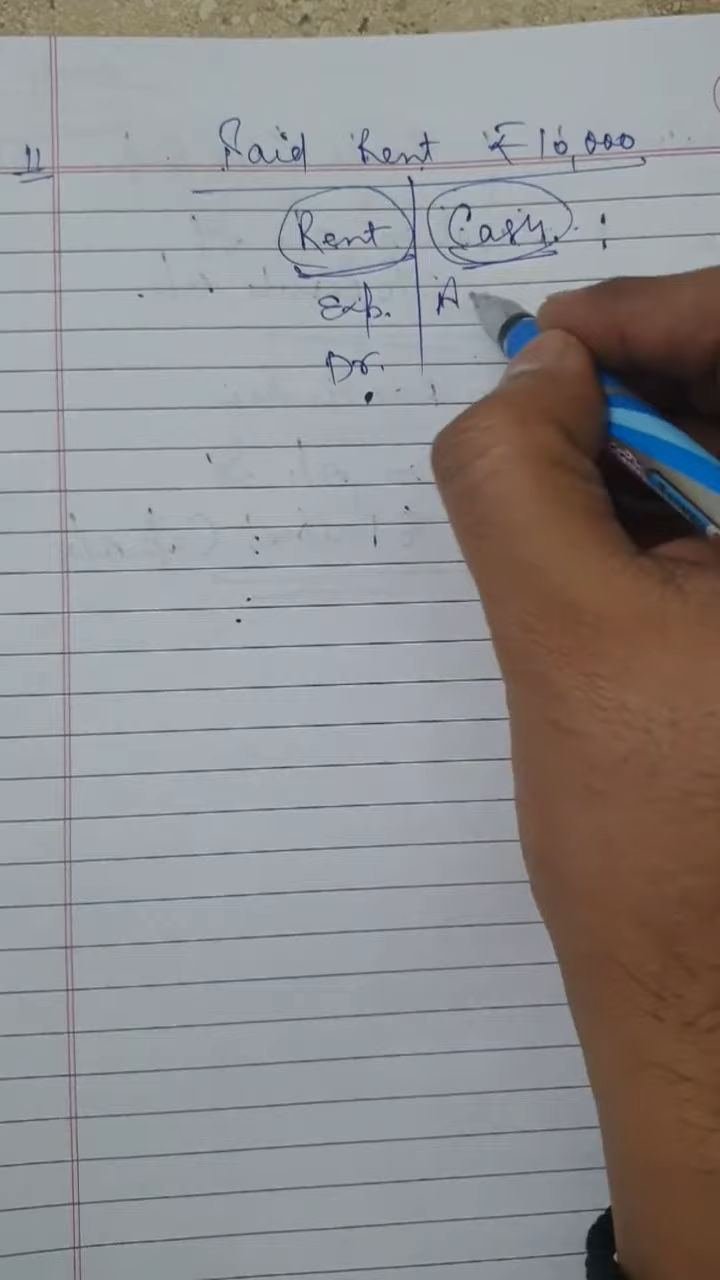 11 Paid Rent ₹10,000
Rent Cash
Exp. A
Dr.